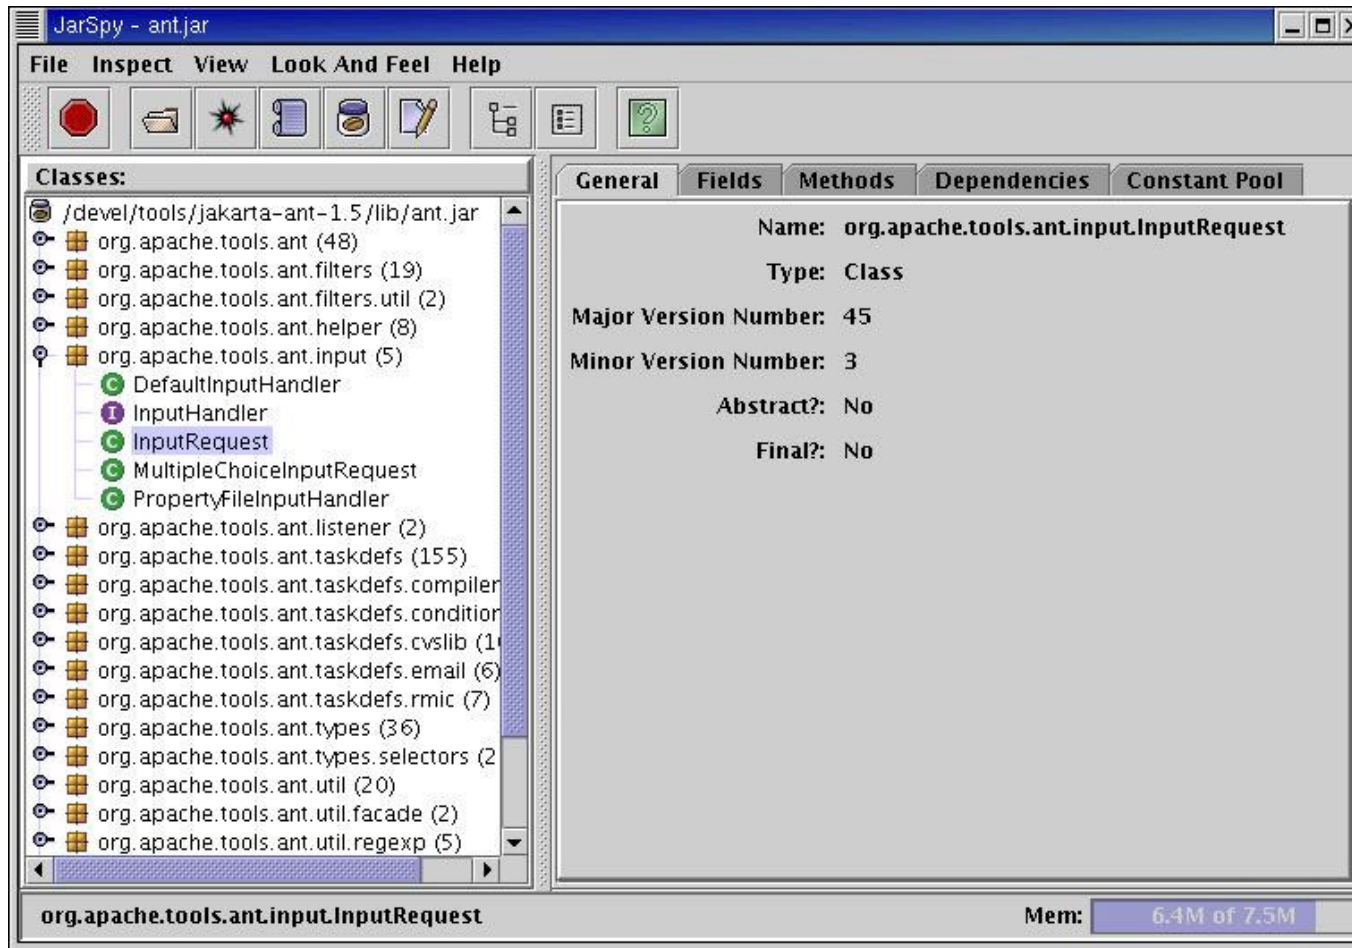 JarSpy - ant.jar
File Inspect View Look And Feel Help
Classes:
/devel/tools/jakarta-ant-1.5/lib/ant.jar
org.apache.tools.ant (48)
org.apache.tools.ant.filters (19)
org.apache.tools.ant.filters.util (2)
org.apache.tools.ant.helper (8)
org.apache.tools.ant.input (5)
C DefaultInputHandler
I InputHandler
C InputRequest
C MultipleChoiceInputRequest
C PropertyFileInputHandler
org.apache.tools.ant.listener (2)
org.apache.tools.ant.taskdefs (155)
org.apache.tools.ant.taskdefs.compiler
org.apache.tools.ant.taskdefs.condition
org.apache.tools.ant.taskdefs.cvslib (1
org.apache.tools.ant.taskdefs.email (6)
org.apache.tools.ant.taskdefs.rmic (7)
org.apache.tools.ant.types (36)
org.apache.tools.ant.types.selectors (2
org.apache.tools.ant.util (20)
org.apache.tools.ant.util.facade (2)
org.apache.tools.ant.util.regexp (5)
General Fields Methods Dependencies Constant Pool
Name: org.apache.tools.ant.input.InputRequest
Type: Class
Major Version Number: 45
Minor Version Number: 3
Abstract?: No
Final?: No
org.apache.tools.ant.input.InputRequest
Mem: 6.4M of 7.5M